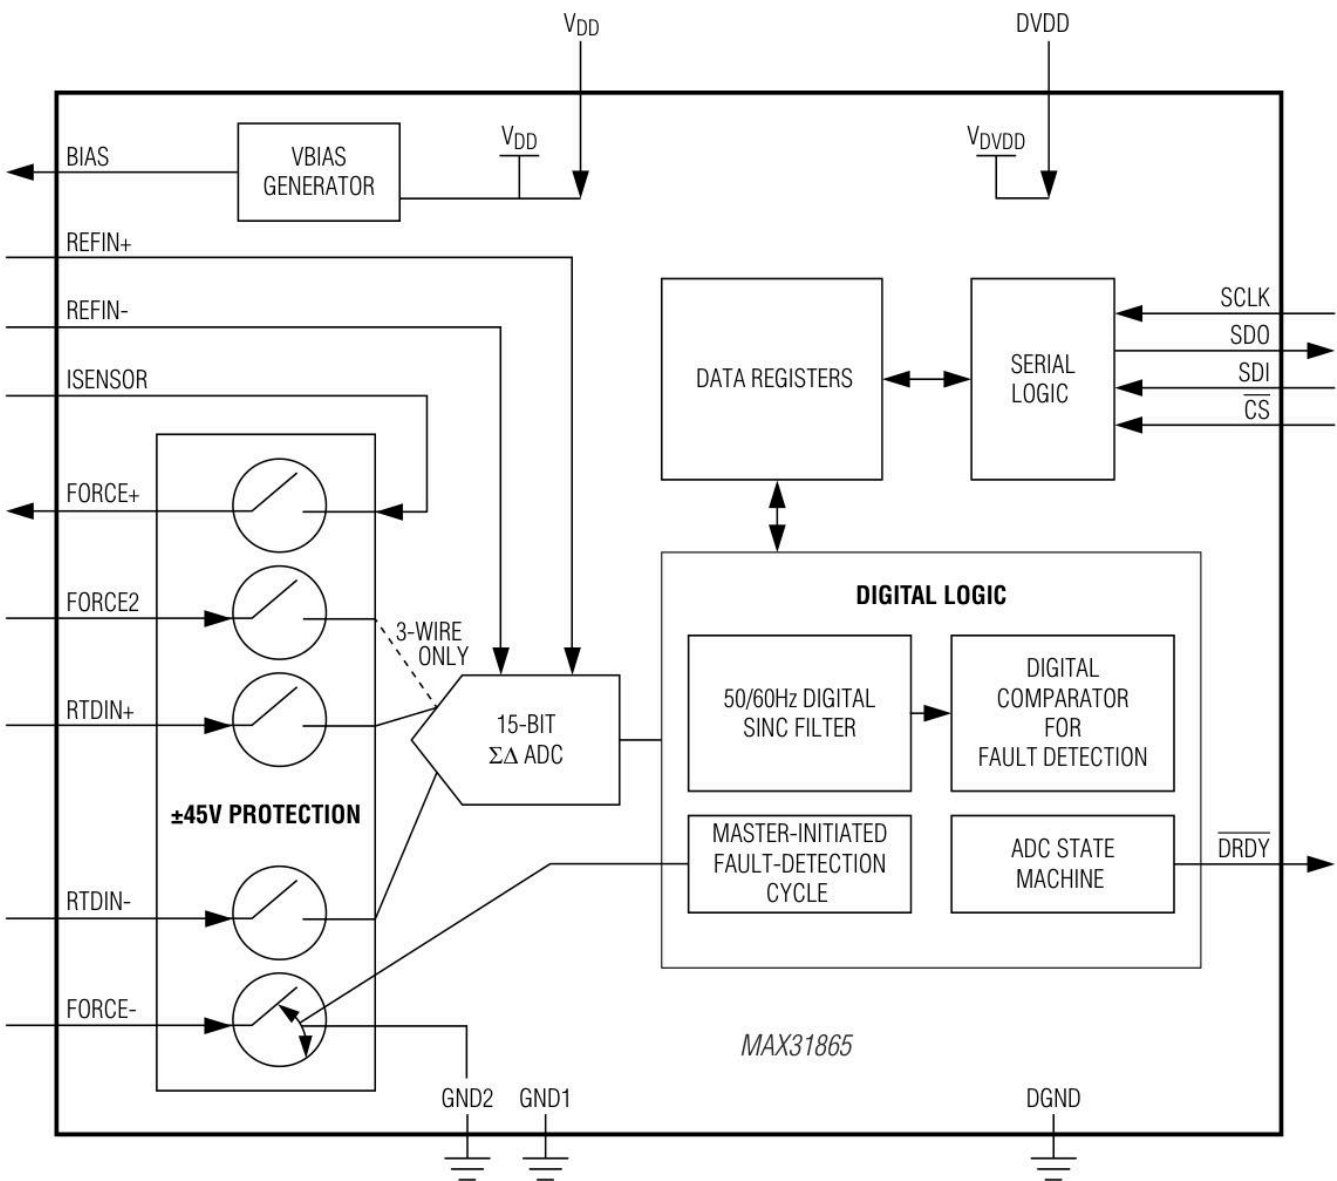 VDD
DVDD
VDD
VDVDD
BIAS
VBIAS
GENERATOR
REFIN+
REFIN-
ISENSOR
FORCE+
FORCE2
3-WIRE
ONLY
RTDIN+
±45V PROTECTION
RTDIN-
FORCE-
15-BIT
ΣΔ ADC
DATA REGISTERS
SERIAL
LOGIC
SCLK
SDO
SDI
C̅S̅
DIGITAL LOGIC
50/60Hz DIGITAL
SINC FILTER
DIGITAL
COMPARATOR
FOR
FAULT DETECTION
MASTER-INITIATED
FAULT-DETECTION
CYCLE
ADC STATE
MACHINE
D̅R̅D̅Y̅
MAX31865
GND2
GND1
DGND